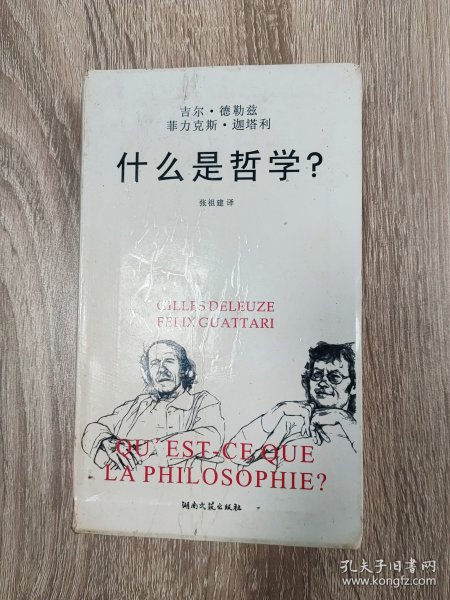 吉尔·德勒兹
菲力克斯·迦塔利
什么是哲学?
张祖建 译
GILLES DELEUZE
FELIX GUATTARI
QU'EST-CE QUE
LA PHILOSOPHIE?
湖南文艺出版社
孔夫子旧书网
www.kongfz.com